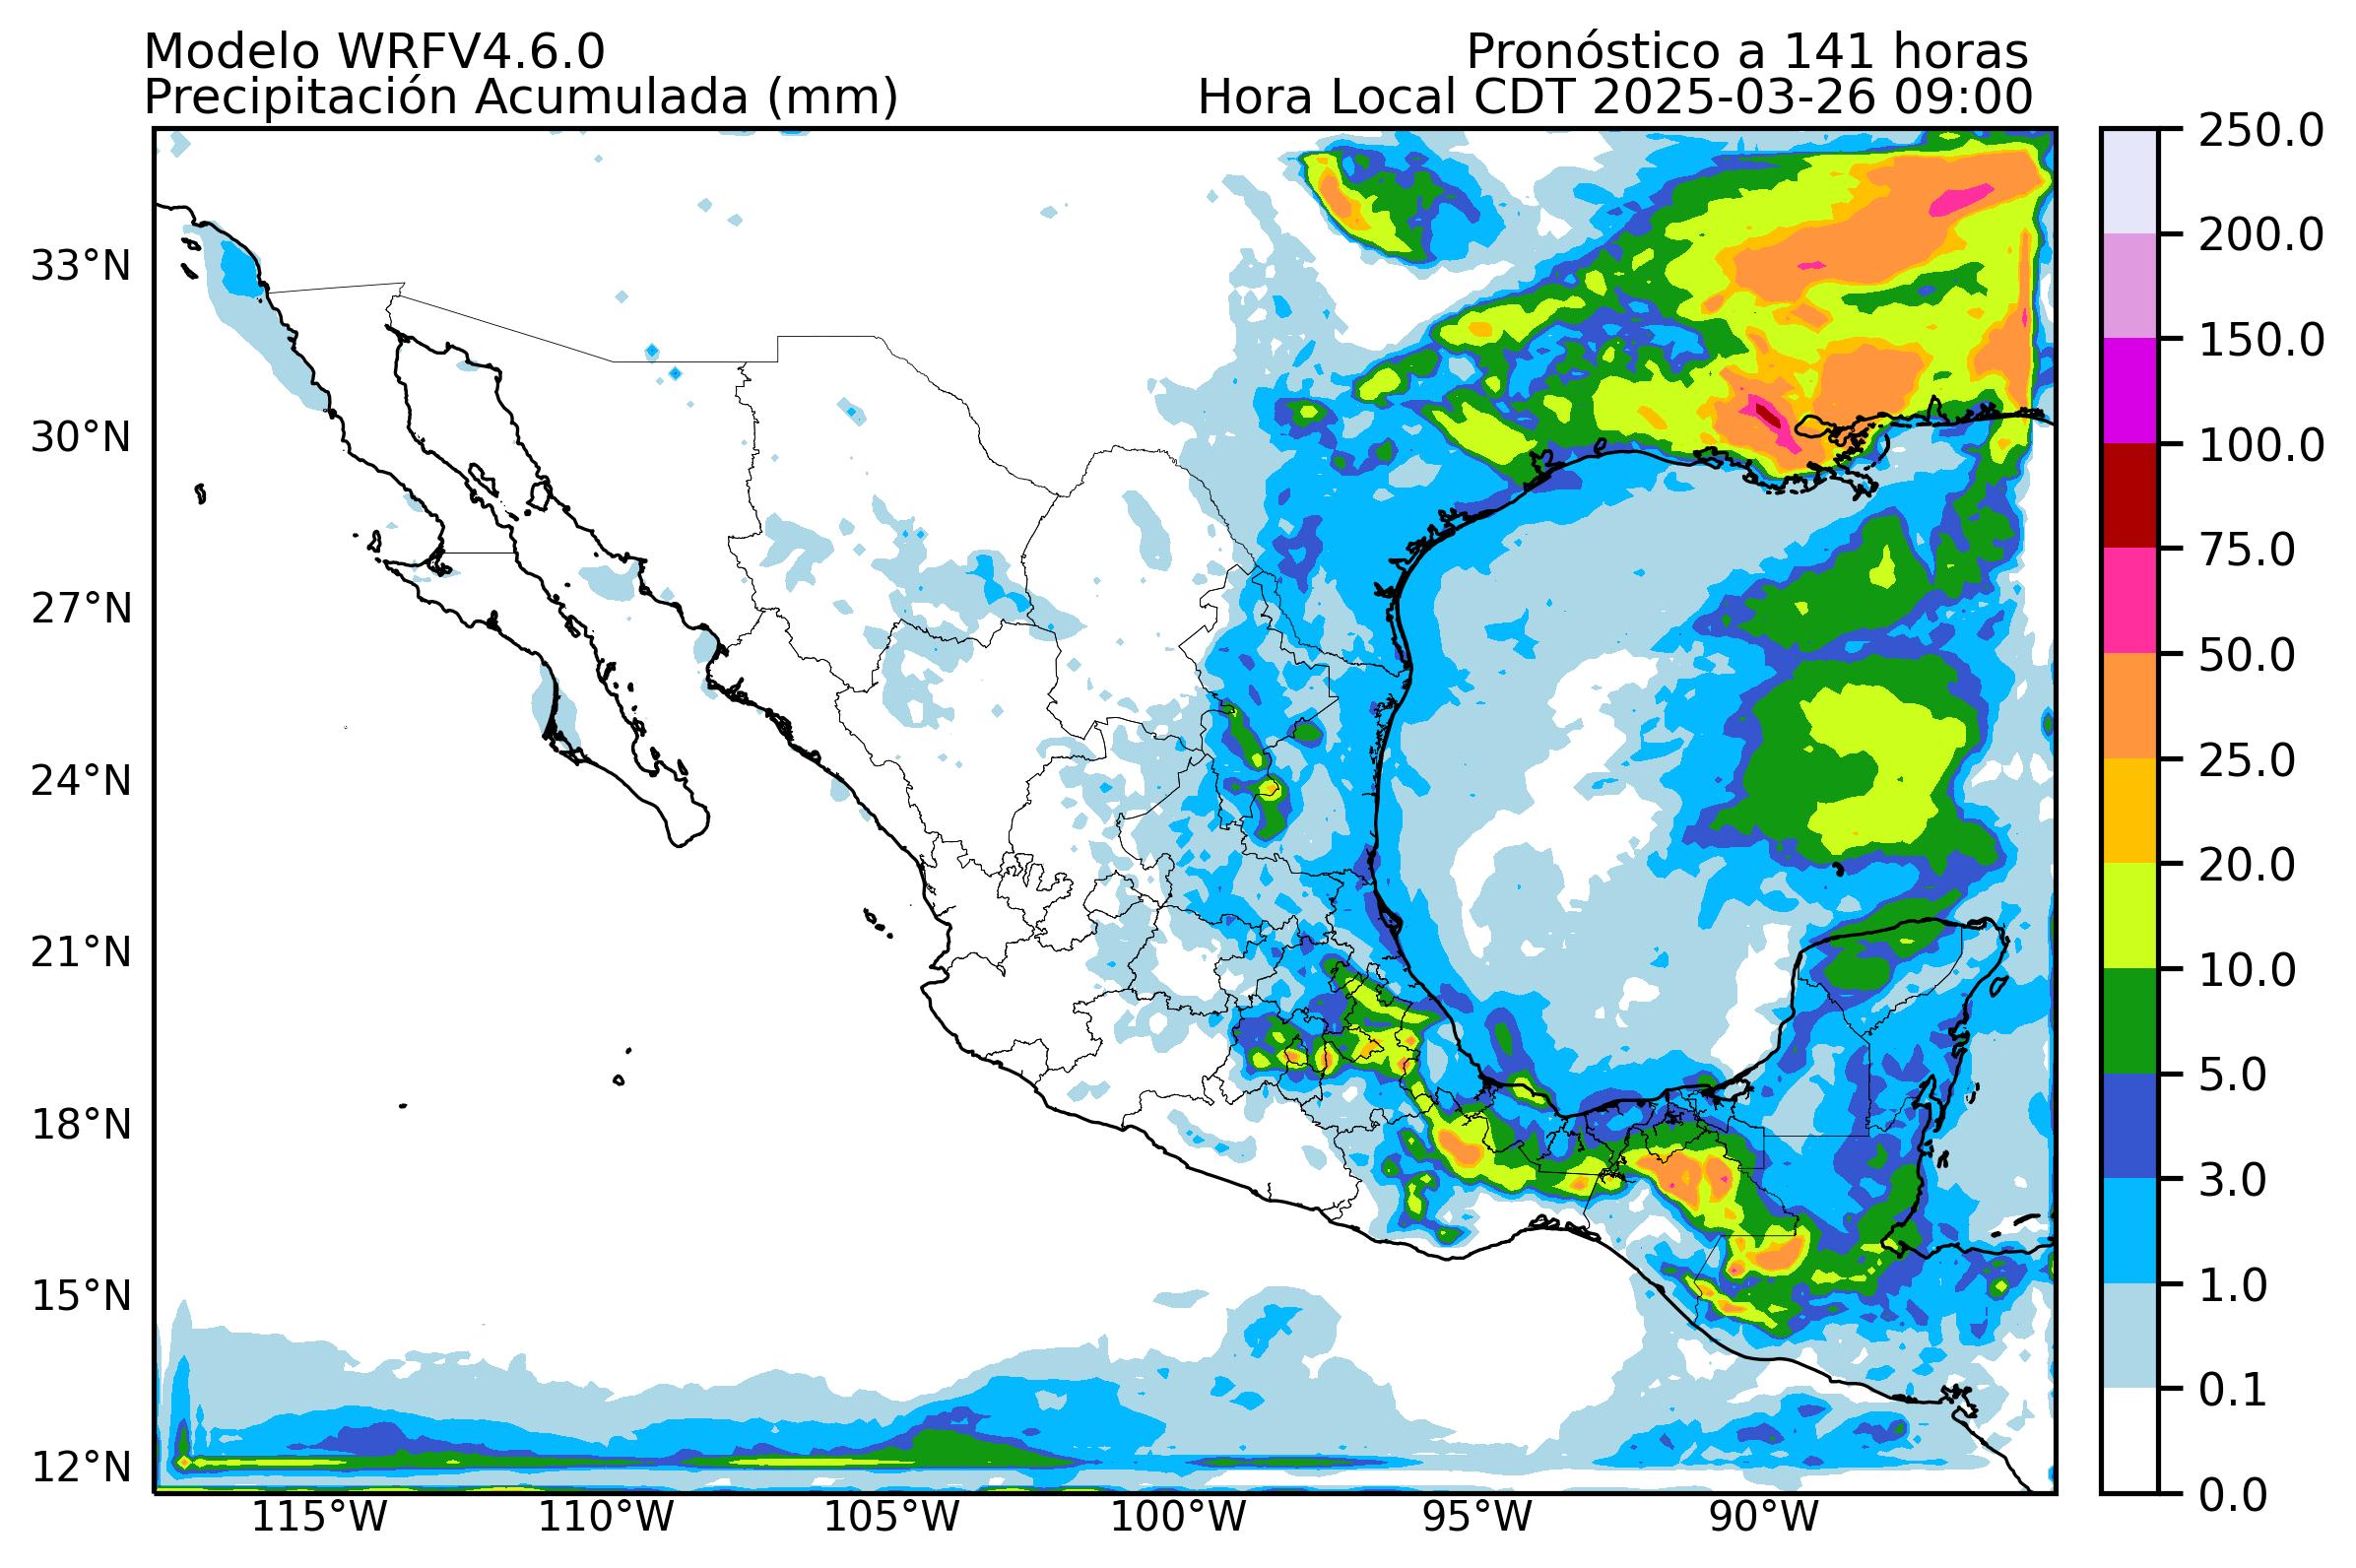 Modelo WRFV4.6.0
Pronóstico a 141 horas
Precipitación Acumulada (mm)
Hora Local CDT 2025-03-26 09:00
33°N
30°N
27°N
24°N
21°N
18°N
15°N
12°N
115°W
110°W
105°W
100°W
95°W
90°W
250.0
200.0
150.0
100.0
75.0
50.0
25.0
20.0
10.0
5.0
3.0
1.0
0.1
0.0